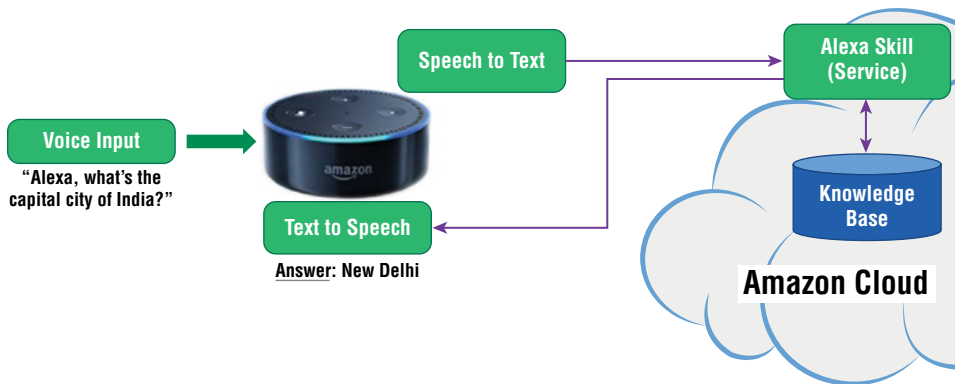 Speech to Text
Alexa Skill
(Service)
Voice Input
“Alexa, what’s the
capital city of India?”
amazon
Text to Speech
Answer: New Delhi
Knowledge
Base
Amazon Cloud